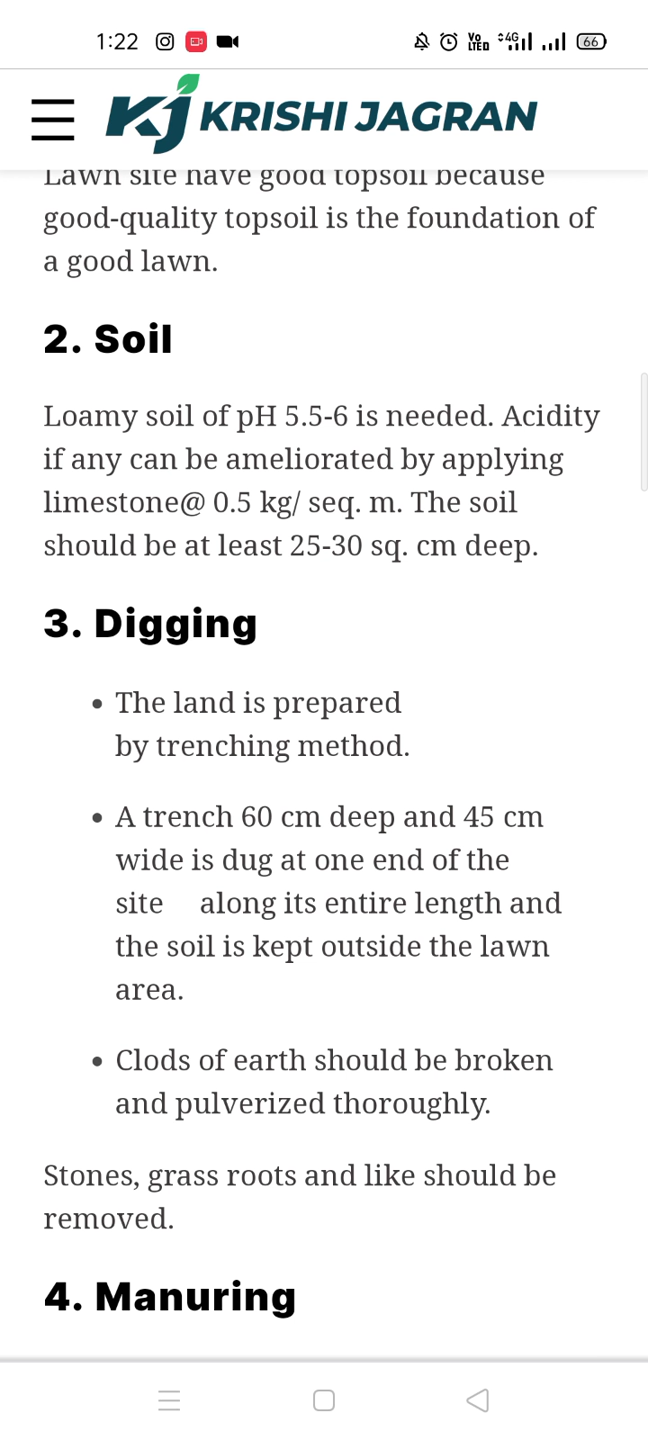 1:22
Vo LTED 4G 66
KJ KRISHI JAGRAN
Lawn site have good topsoil because
good-quality topsoil is the foundation of
a good lawn.
2. Soil
Loamy soil of pH 5.5-6 is needed. Acidity
if any can be ameliorated by applying
limestone@ 0.5 kg/ seq. m. The soil
should be at least 25-30 sq. cm deep.
3. Digging
• The land is prepared
by trenching method.
• A trench 60 cm deep and 45 cm
wide is dug at one end of the
site along its entire length and
the soil is kept outside the lawn
area.
• Clods of earth should be broken
and pulverized thoroughly.
Stones, grass roots and like should be
removed.
4. Manuring